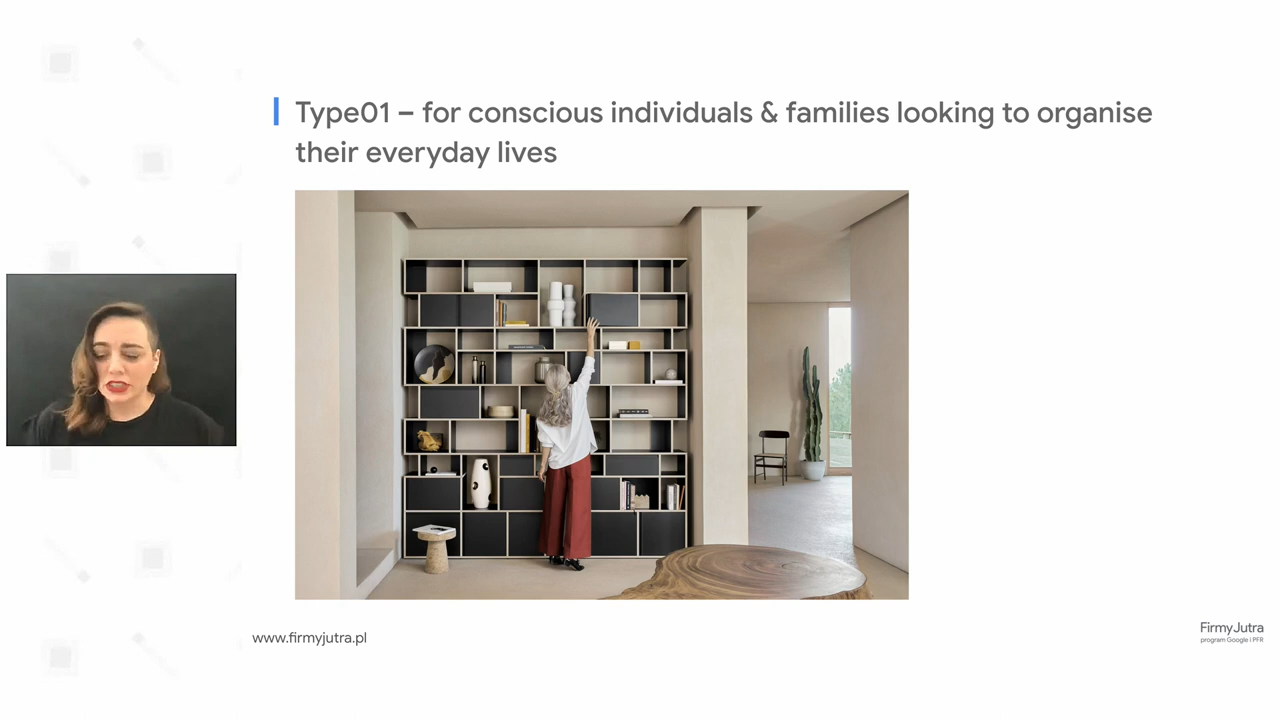 Type01 – for conscious individuals & families looking to organise
their everyday lives
www.firmyjutra.pl
FirmyJutra
program Google i PFR